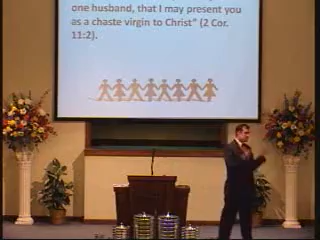 one husband, that I may present you
as a chaste virgin to Christ” (2 Cor.
11:2).